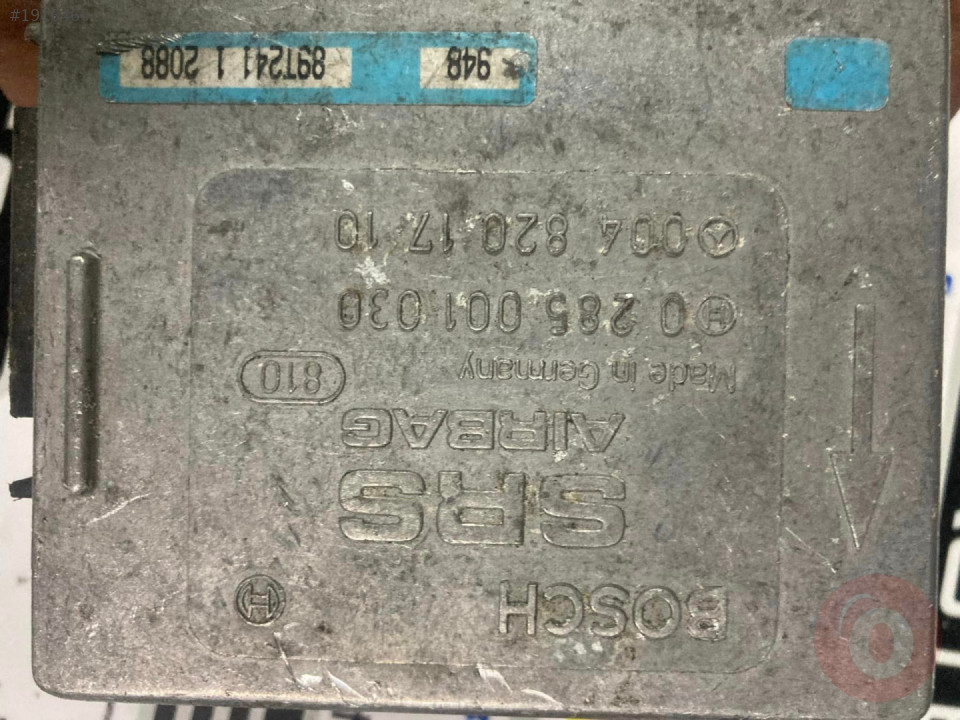 BOSCH
SRS
AIRBAG
Made in Germany 810
0 285 001 030
004 820 17 10
948 89T241 1 2088